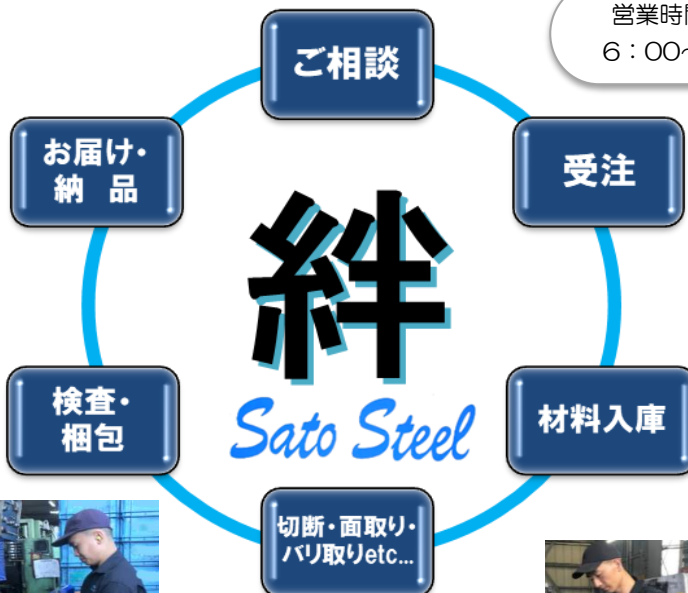 営業時間
6：00～
ご相談
お届け・
納 品
受注
絆
Sato Steel
検査・
梱包
材料入庫
切断・面取り・
バリ取りetc...